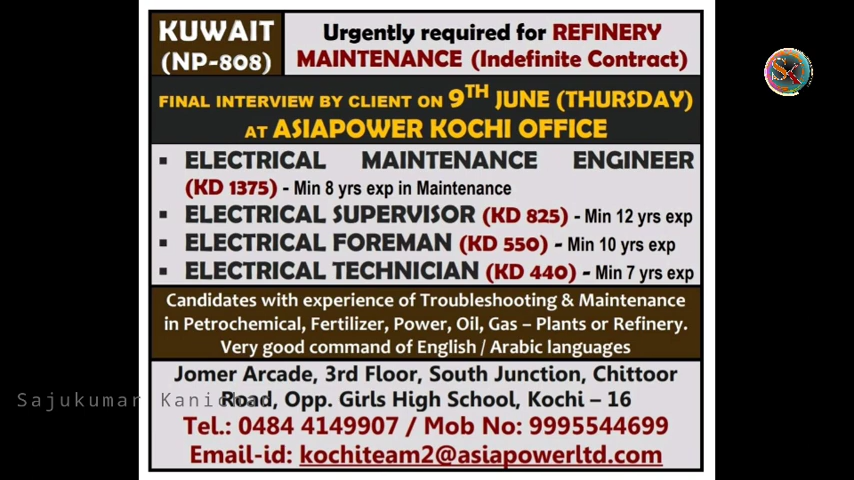 KUWAIT
(NP-808)
Urgently required for REFINERY
MAINTENANCE (Indefinite Contract)
FINAL INTERVIEW BY CLIENT ON 9TH JUNE (THURSDAY)
AT ASIAPOWER KOCHI OFFICE
▪ ELECTRICAL MAINTENANCE ENGINEER
(KD 1375) - Min 8 yrs exp in Maintenance
▪ ELECTRICAL SUPERVISOR (KD 825) - Min 12 yrs exp
▪ ELECTRICAL FOREMAN (KD 550) - Min 10 yrs exp
▪ ELECTRICAL TECHNICIAN (KD 440) - Min 7 yrs exp
Candidates with experience of Troubleshooting & Maintenance
in Petrochemical, Fertilizer, Power, Oil, Gas – Plants or Refinery.
Very good command of English / Arabic languages
Jomer Arcade, 3rd Floor, South Junction, Chittoor
Road, Opp. Girls High School, Kochi – 16
Tel.: 0484 4149907 / Mob No: 9995544699
Email-id: kochiteam2@asiapowerltd.com
Sajukumar